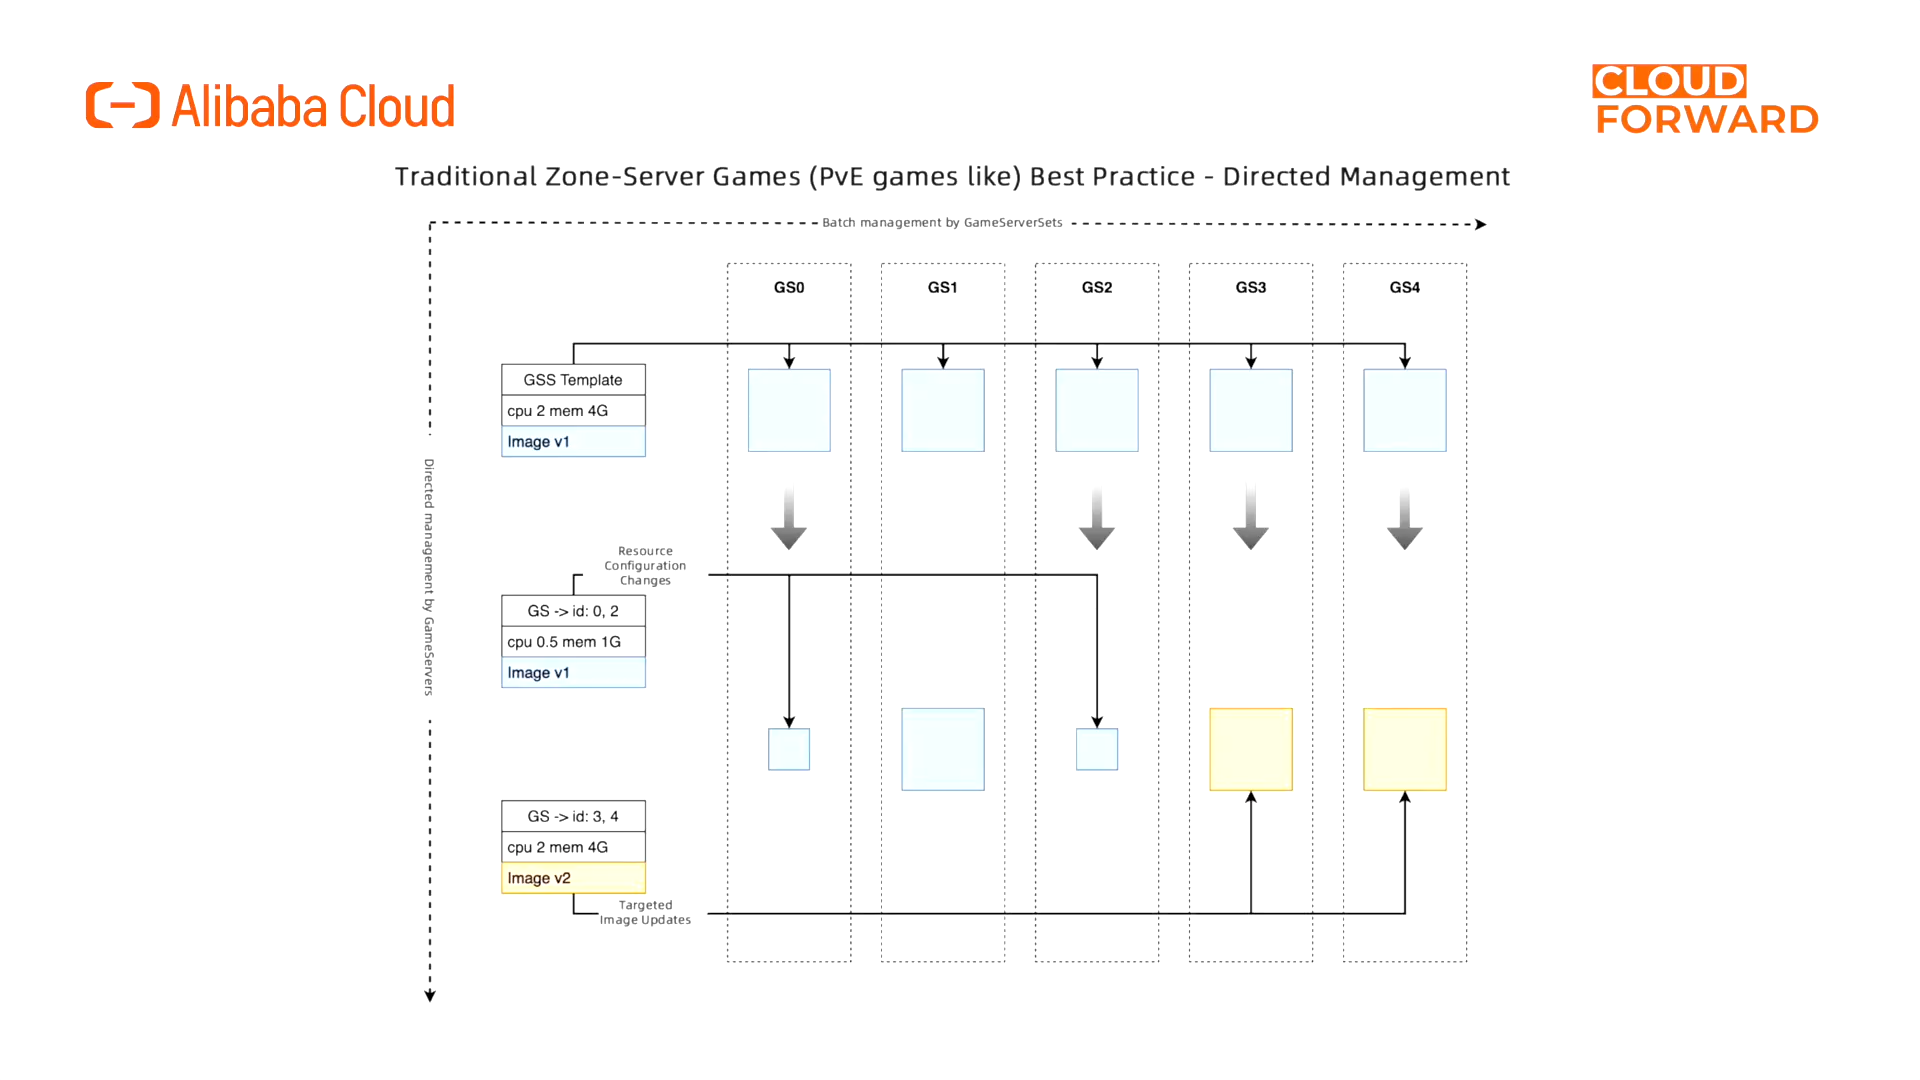 Alibaba Cloud
CLOUD
FORWARD
Traditional Zone-Server Games (PvE games like) Best Practice - Directed Management
Batch management by GameServerSets
GS0
GS1
GS2
GS3
GS4
GSS Template
cpu 2 mem 4G
Image v1
Directed management by GameServers
Resource
Configuration
Changes
GS -> id: 0, 2
cpu 0.5 mem 1G
Image v1
GS -> id: 3, 4
cpu 2 mem 4G
Image v2
Targeted
Image Updates